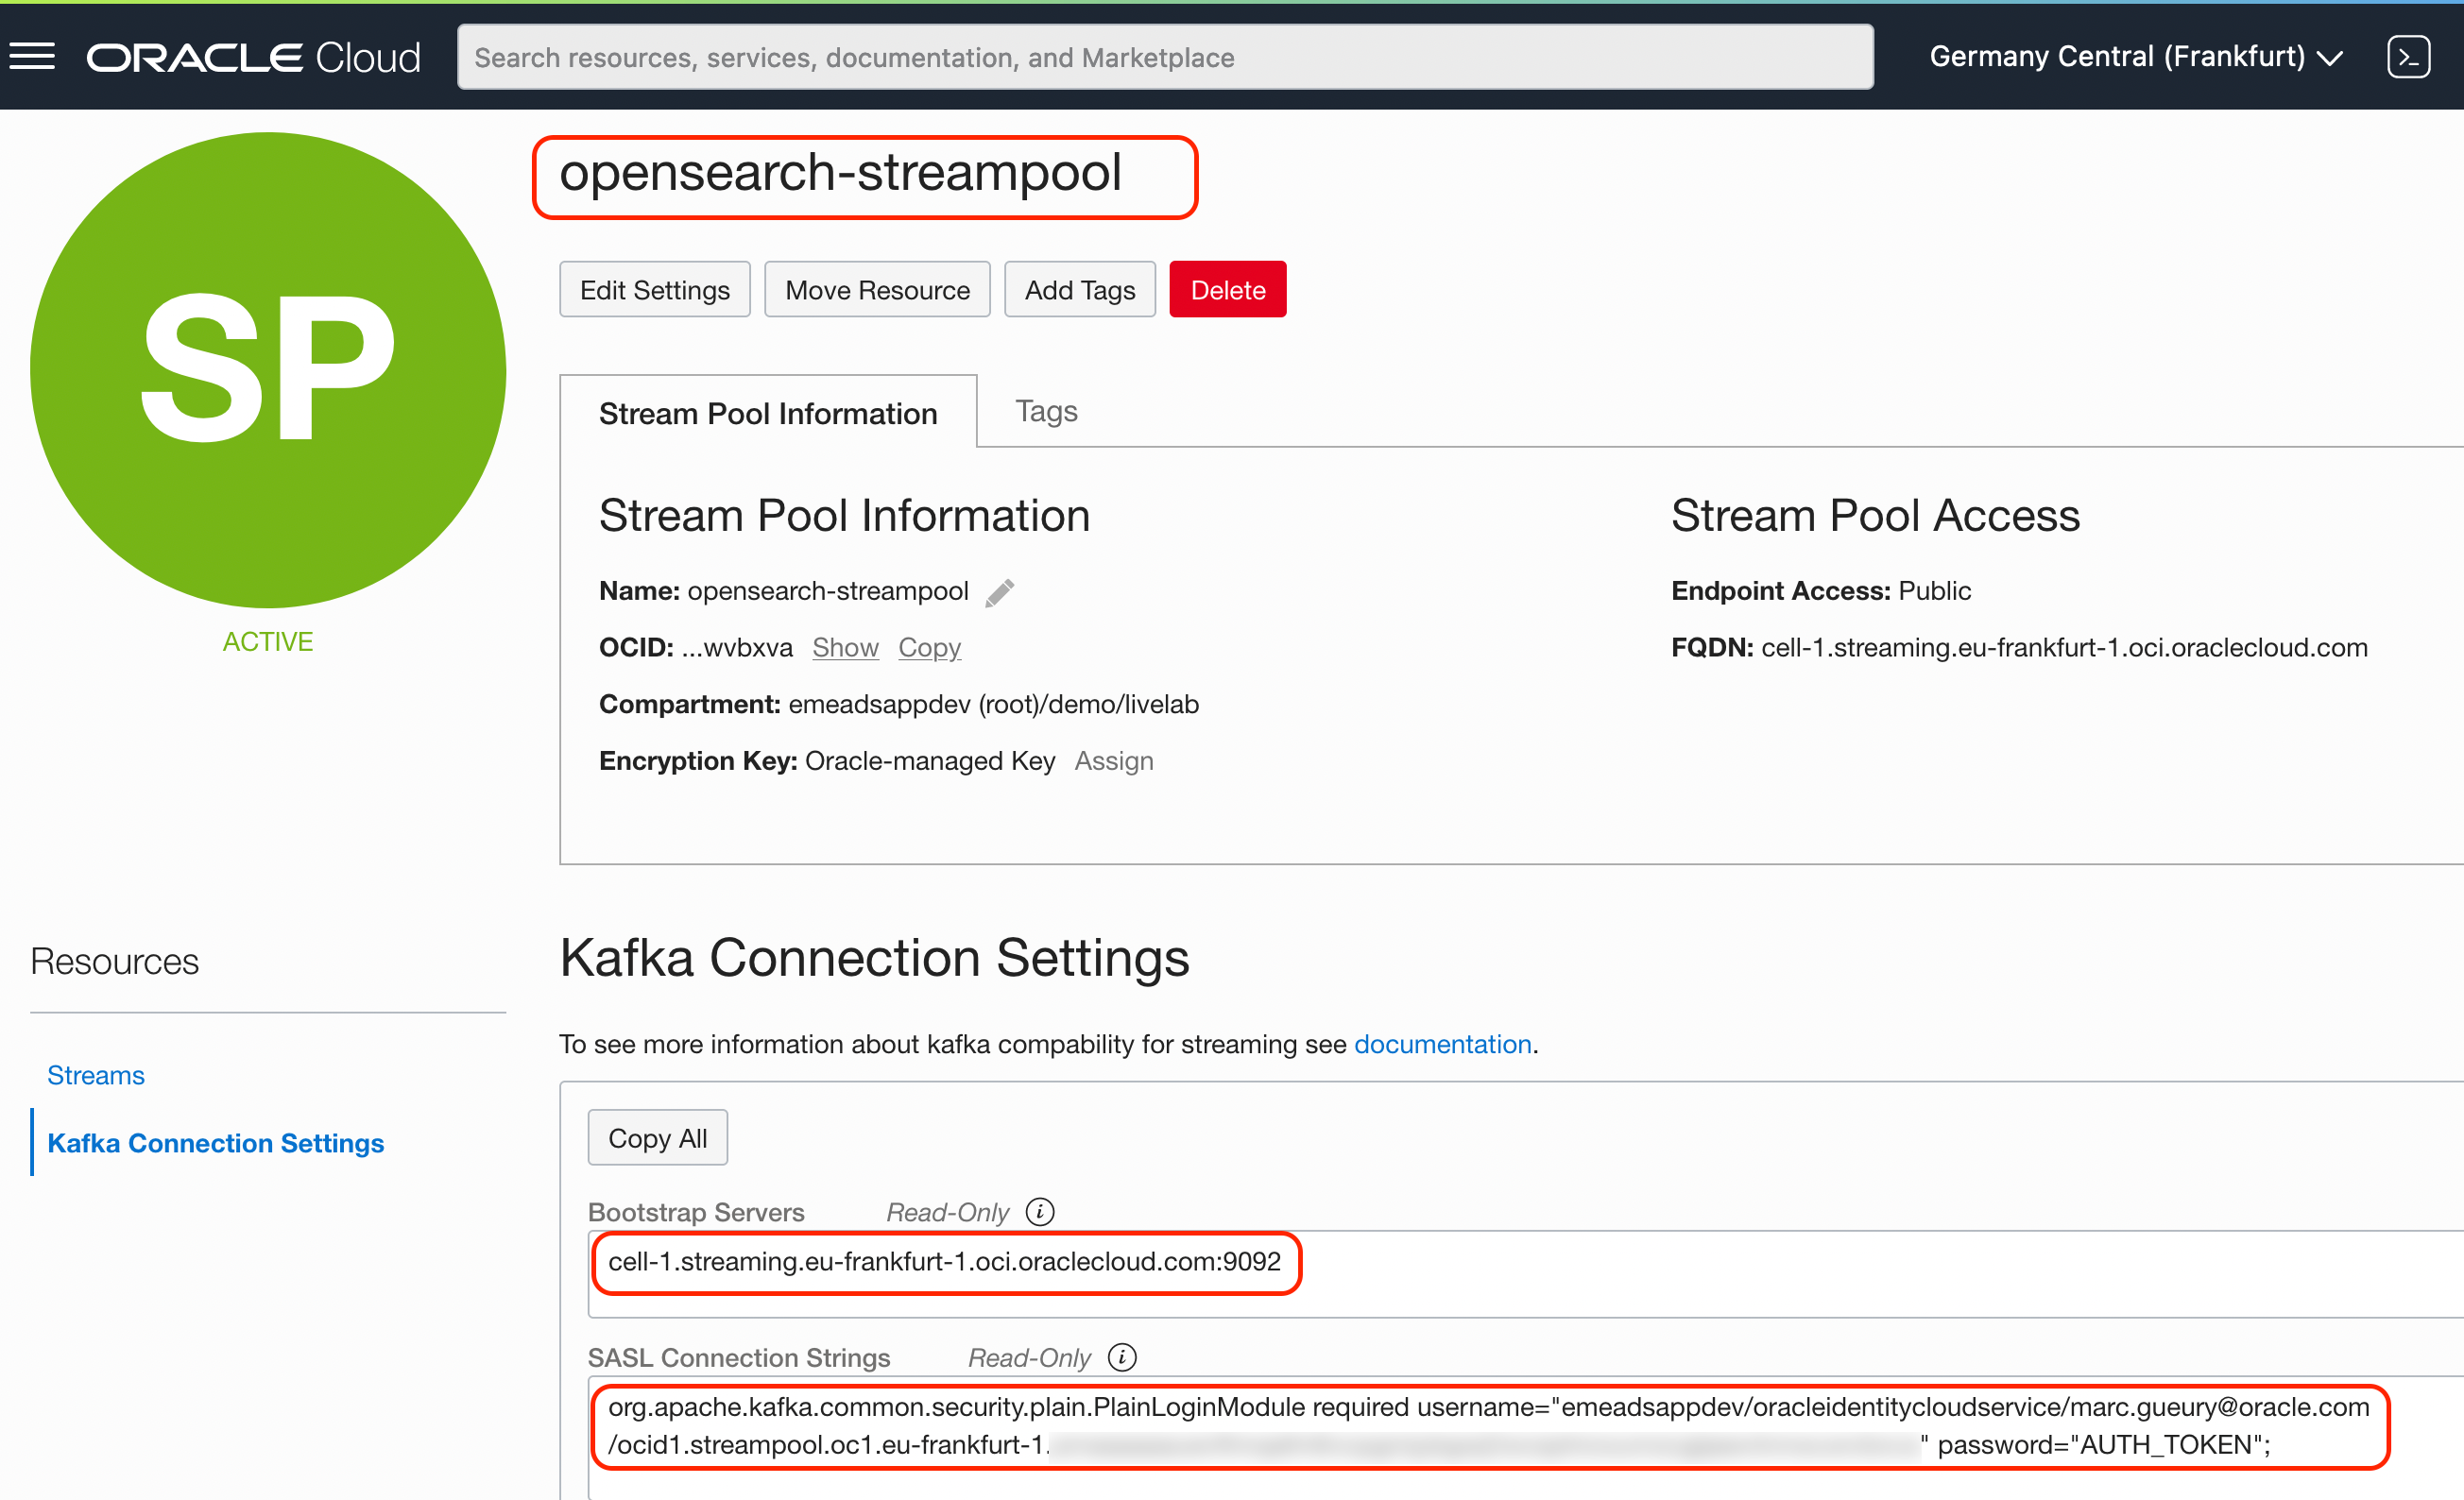 ORACLE Cloud
Search resources, services, documentation, and Marketplace
Germany Central (Frankfurt)
SP
ACTIVE
opensearch-streampool
Edit Settings
Move Resource
Add Tags
Delete
Stream Pool Information
Tags
Stream Pool Information
Name: opensearch-streampool
OCID: ...wvbxva Show Copy
Compartment: emeadsappdev (root)/demo/livelab
Encryption Key: Oracle-managed Key Assign
Stream Pool Access
Endpoint Access: Public
FQDN: cell-1.streaming.eu-frankfurt-1.oci.oraclecloud.com
Resources
Streams
Kafka Connection Settings
Kafka Connection Settings
To see more information about kafka compability for streaming see documentation.
Copy All
Bootstrap Servers Read-Only
cell-1.streaming.eu-frankfurt-1.oci.oraclecloud.com:9092
SASL Connection Strings Read-Only
org.apache.kafka.common.security.plain.PlainLoginModule required username="emeadsappdev/oracleidentitycloudservice/marc.gueury@oracle.com
/ocid1.streampool.oc1.eu-frankfurt-1. " password="AUTH_TOKEN";